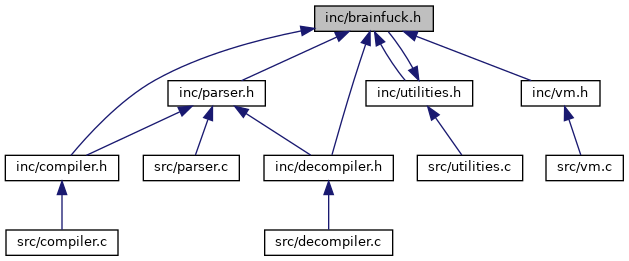 inc/brainfuck.h
inc/parser.h
inc/utilities.h
inc/vm.h
inc/compiler.h
src/parser.c
inc/decompiler.h
src/utilities.c
src/vm.c
src/compiler.c
src/decompiler.c